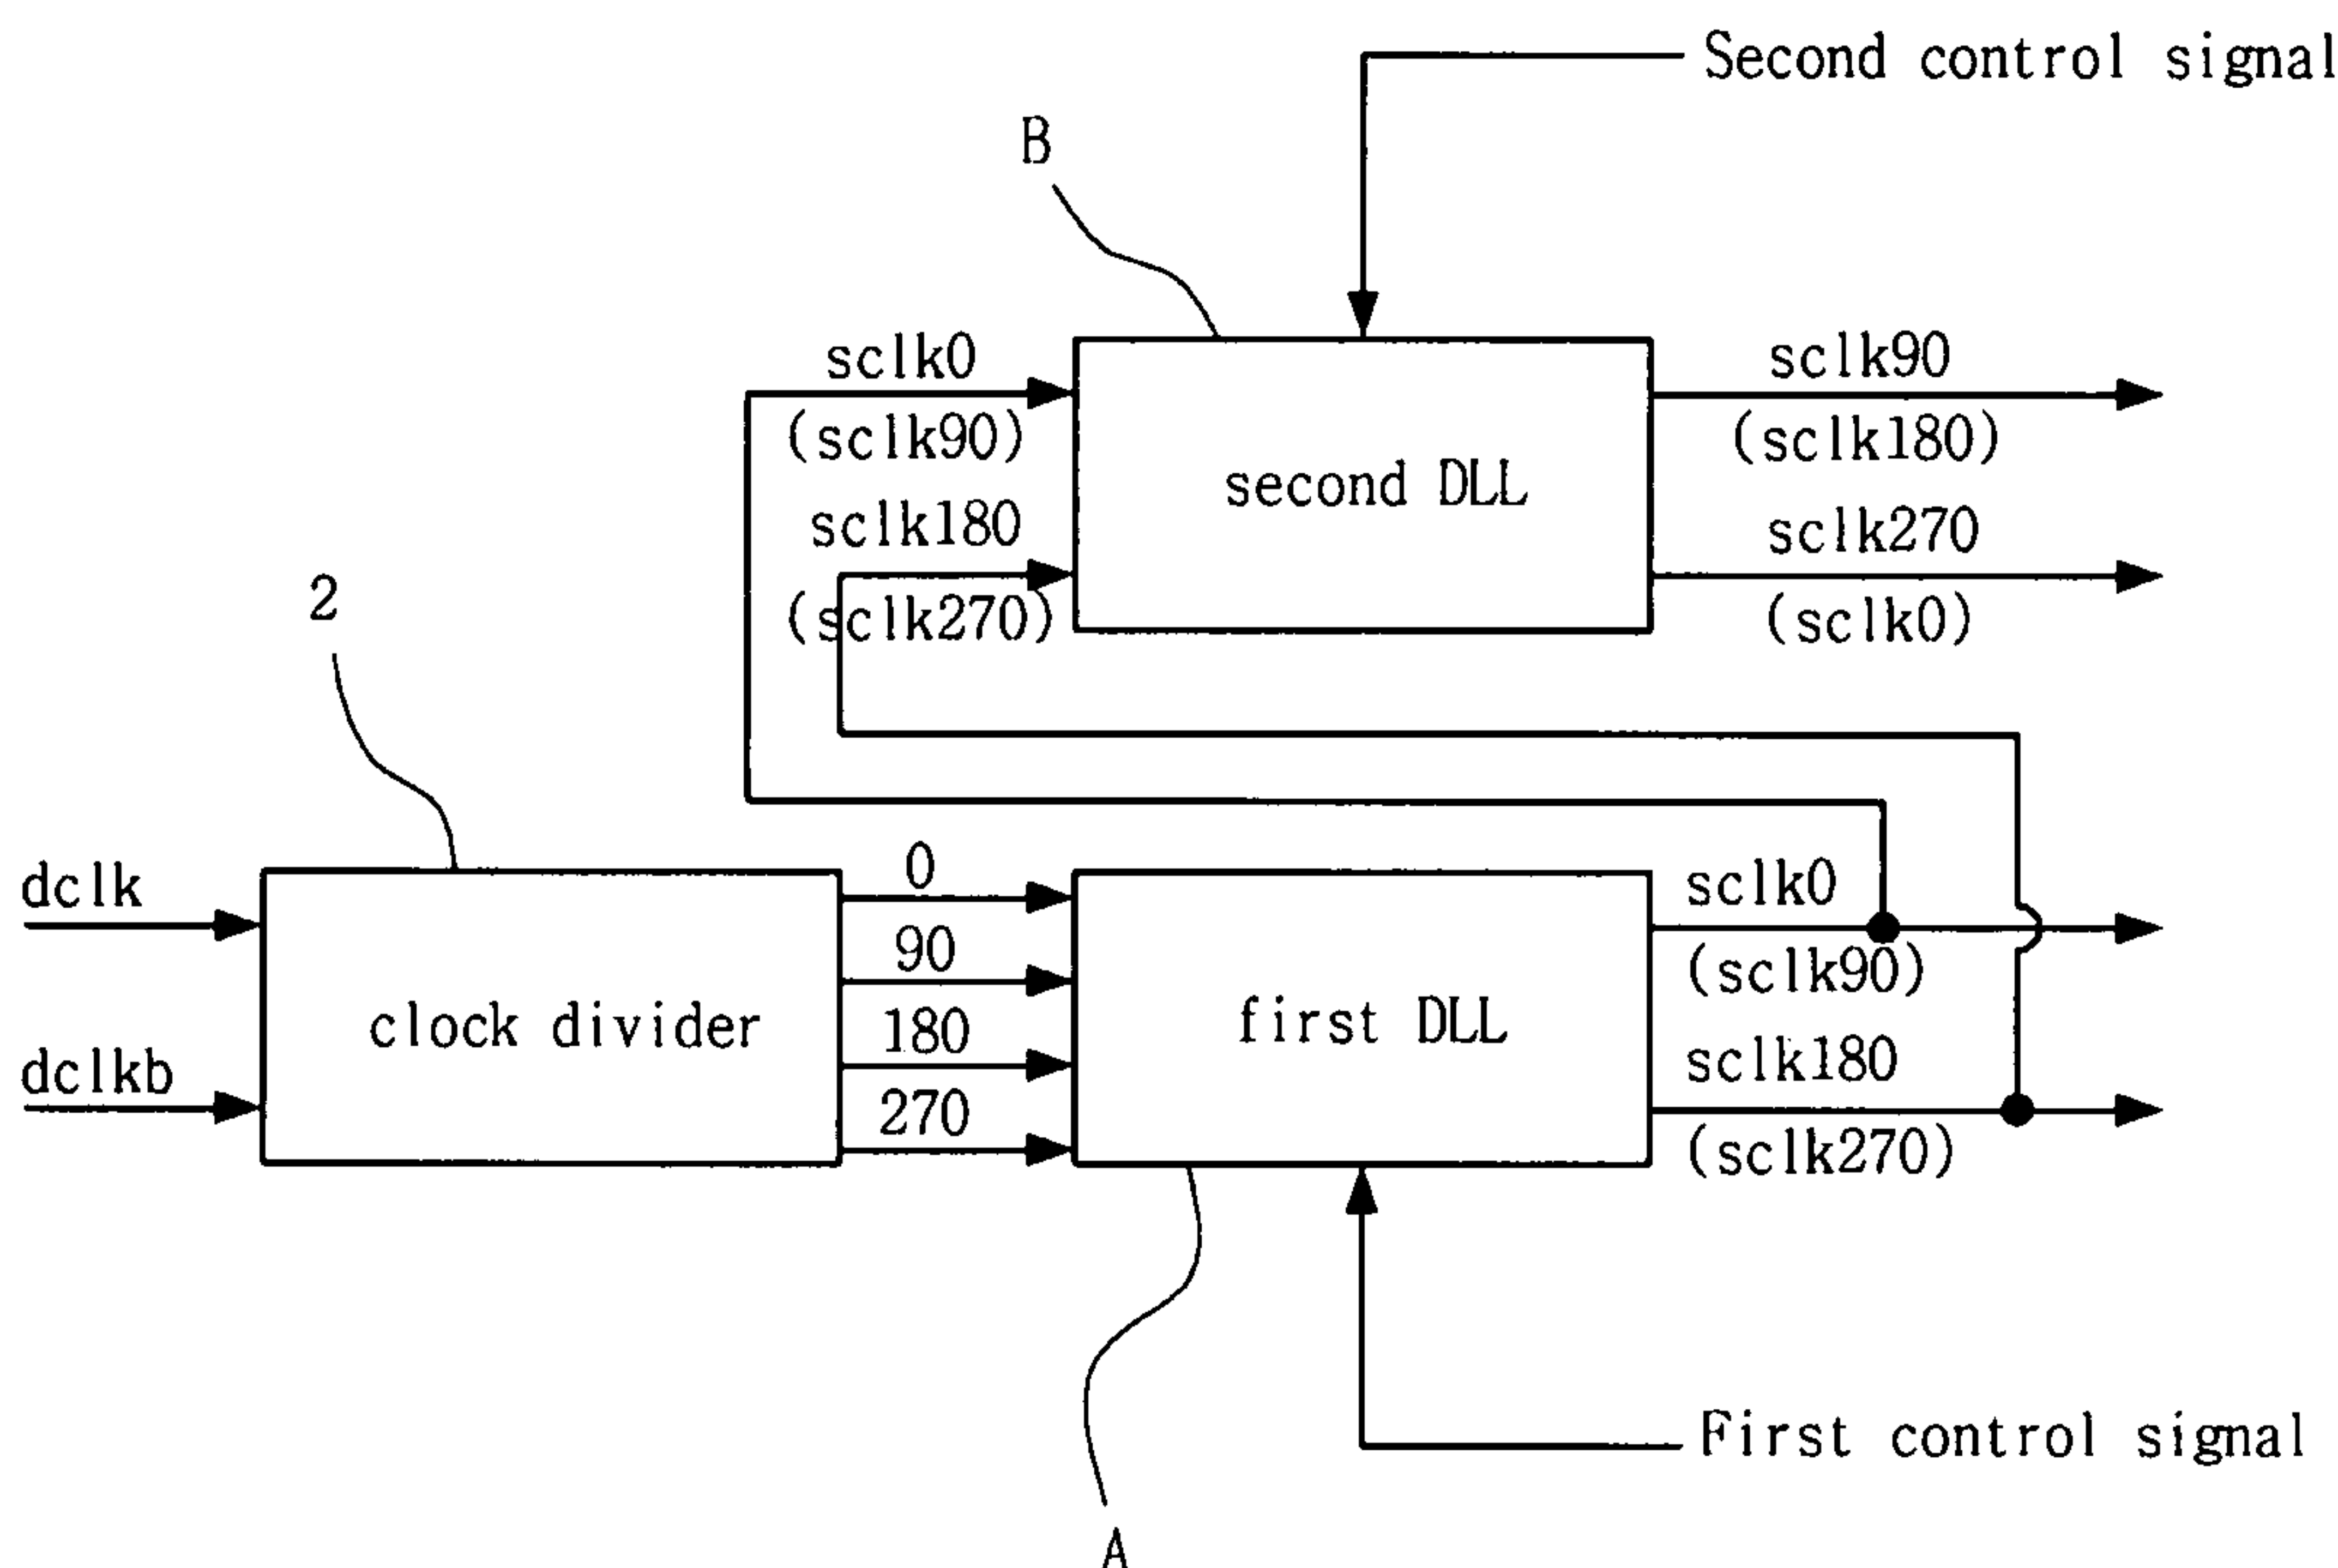 Second control signal
B
sclk0
(sclk90)
sclk180
(sclk270)
second DLL
sclk90
(sclk180)
sclk270
(sclk0)
2
dclk
dclkb
clock divider
0
90
180
270
first DLL
sclk0
(sclk90)
sclk180
(sclk270)
First control signal
A